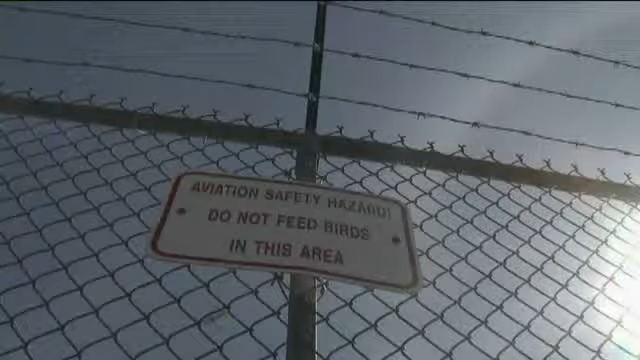 AVIATION SAFETY HAZARD!
DO NOT FEED BIRDS
IN THIS AREA